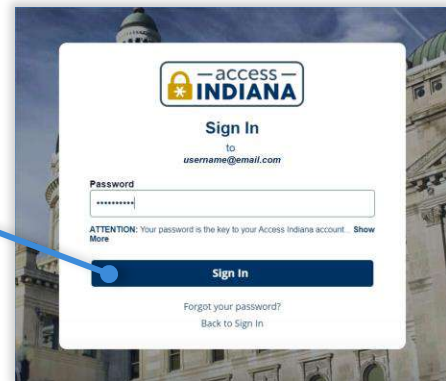 access
INDIANA
Sign In
to
username@email.com
Password
••••••••••
ATTENTION: Your password is the key to your Access Indiana account... Show
More
Sign In
Forgot your password?
Back to Sign In